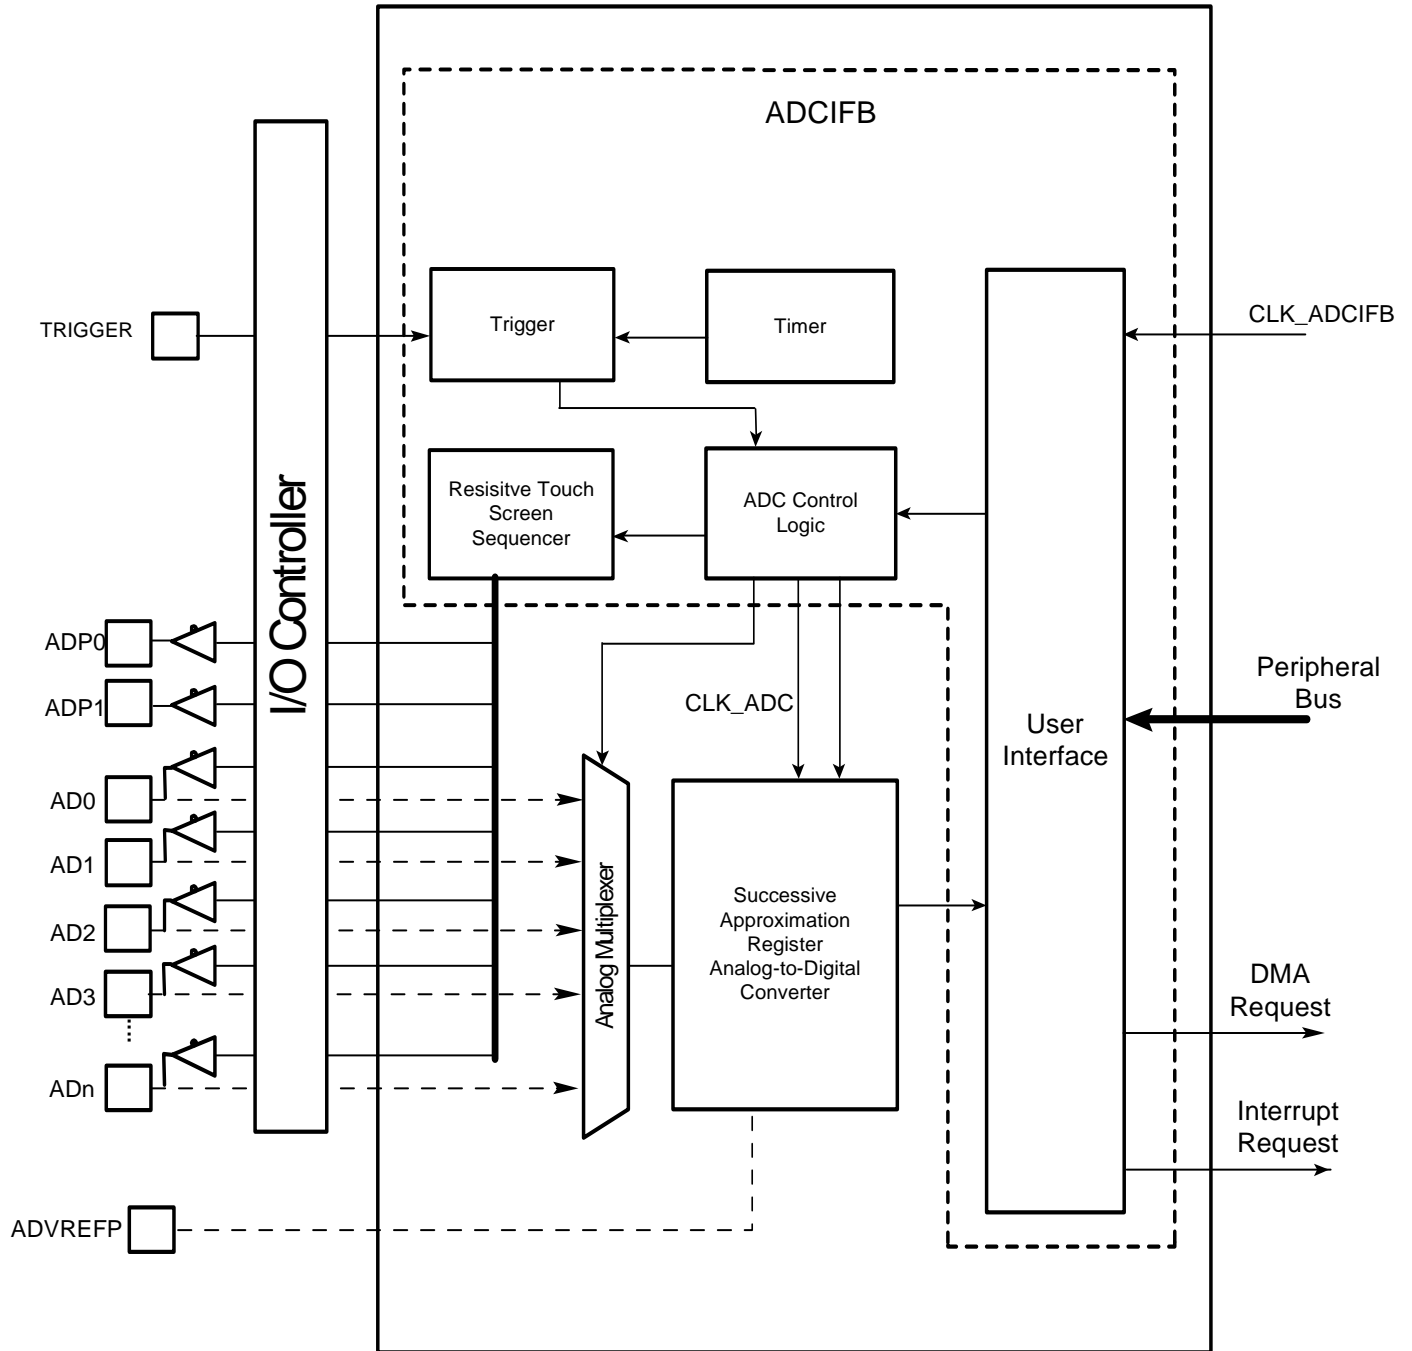 ADCIFB
TRIGGER
Trigger
Timer
CLK_ADCIFB
I/O Controller
Resisitve Touch
Screen
Sequencer
ADC Control
Logic
ADP0
ADP1
CLK_ADC
Peripheral
Bus
User
Interface
AD0
AD1
AD2
AD3
ADn
Analog Multiplexer
Successive
Approximation
Register
Analog-to-Digital
Converter
DMA
Request
Interrupt
Request
ADVREFP